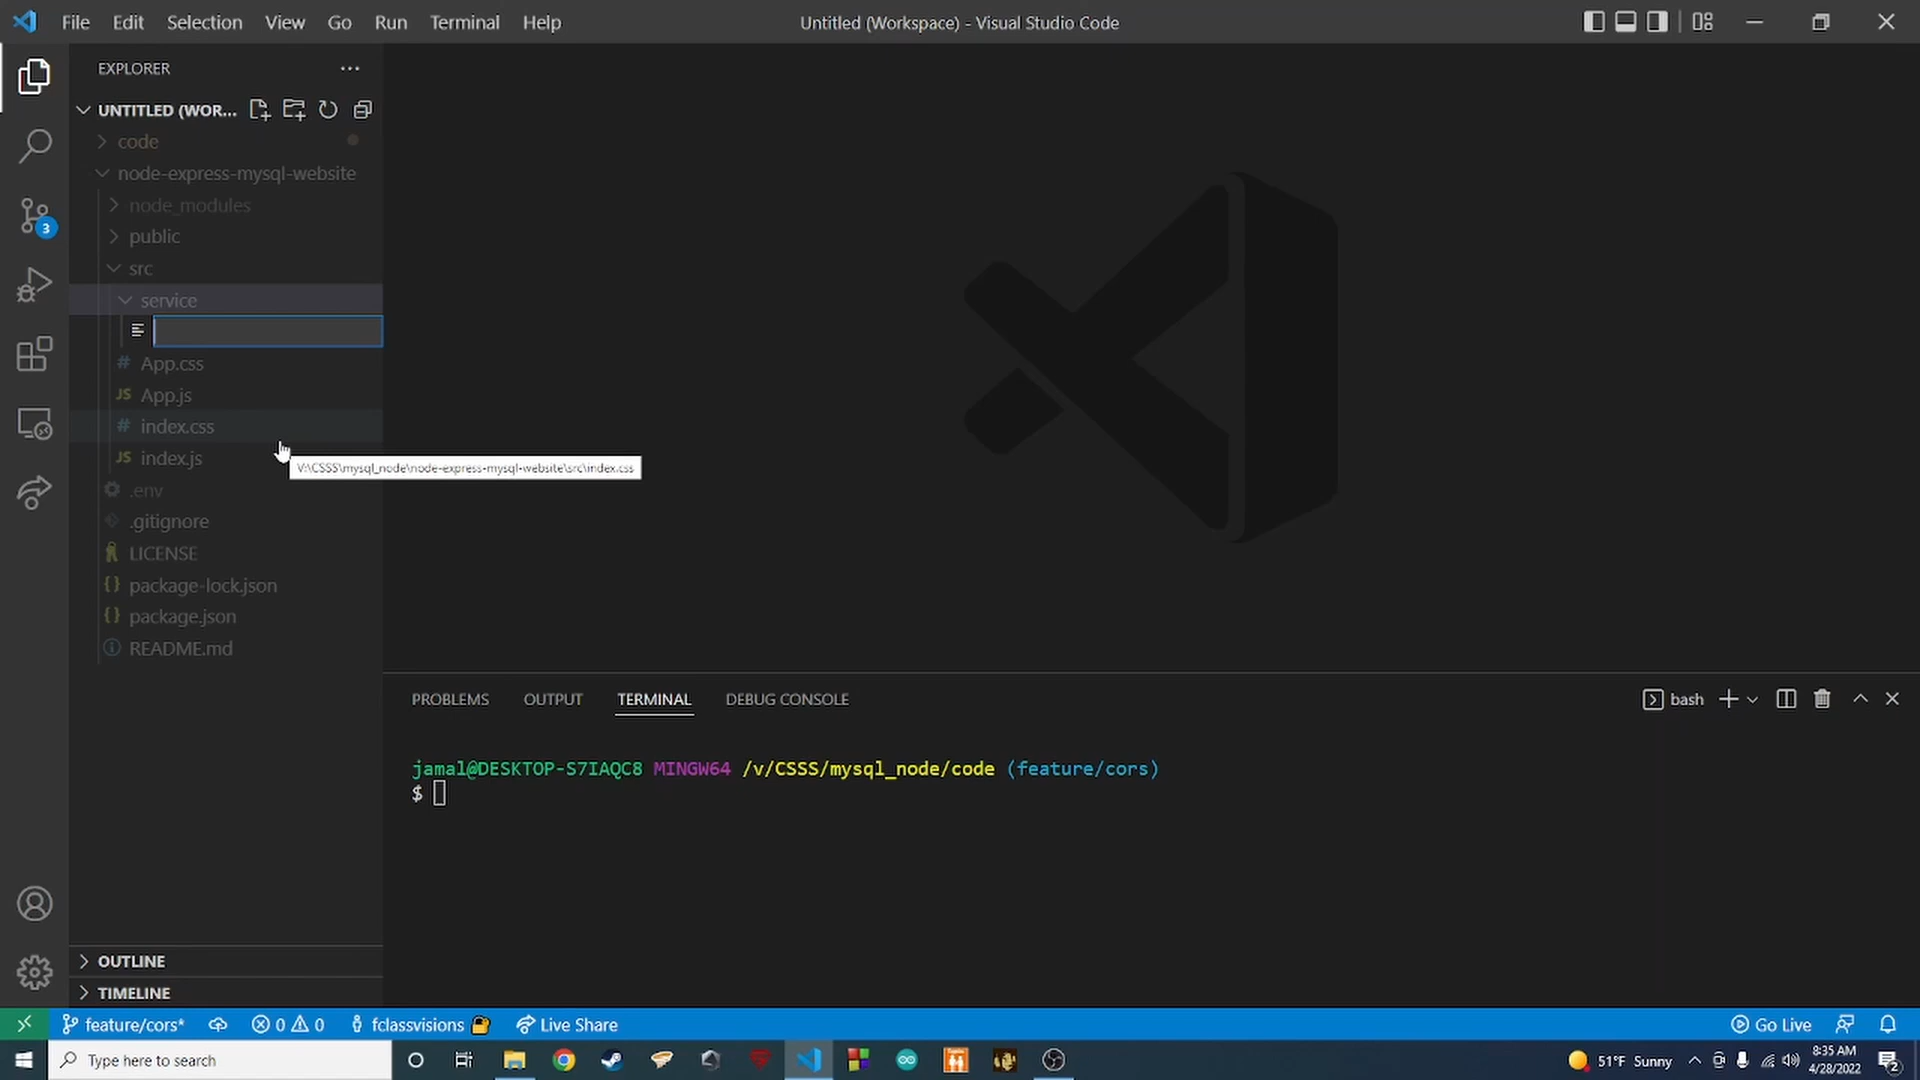 File Edit Selection View Go Run Terminal Help
Untitled (Workspace) - Visual Studio Code
EXPLORER
UNTITLED (WOR...
code
node-express-mysql-website
node_modules
public
src
service
# App.css
JS App.js
# index.css
JS index.js
V:\CSSS\mysql_node\node-express-mysql-website\src\index.css
.env
.gitignore
LICENSE
{} package-lock.json
{} package.json
README.md
3
PROBLEMS OUTPUT TERMINAL DEBUG CONSOLE
bash
jamal@DESKTOP-S7IAQC8 MINGW64 /v/CSSS/mysql_node/code (feature/cors)
$
OUTLINE
TIMELINE
feature/cors* 0 0 fclassvisions Live Share
Go Live
Type here to search
51°F Sunny
8:35 AM
4/28/2022
2